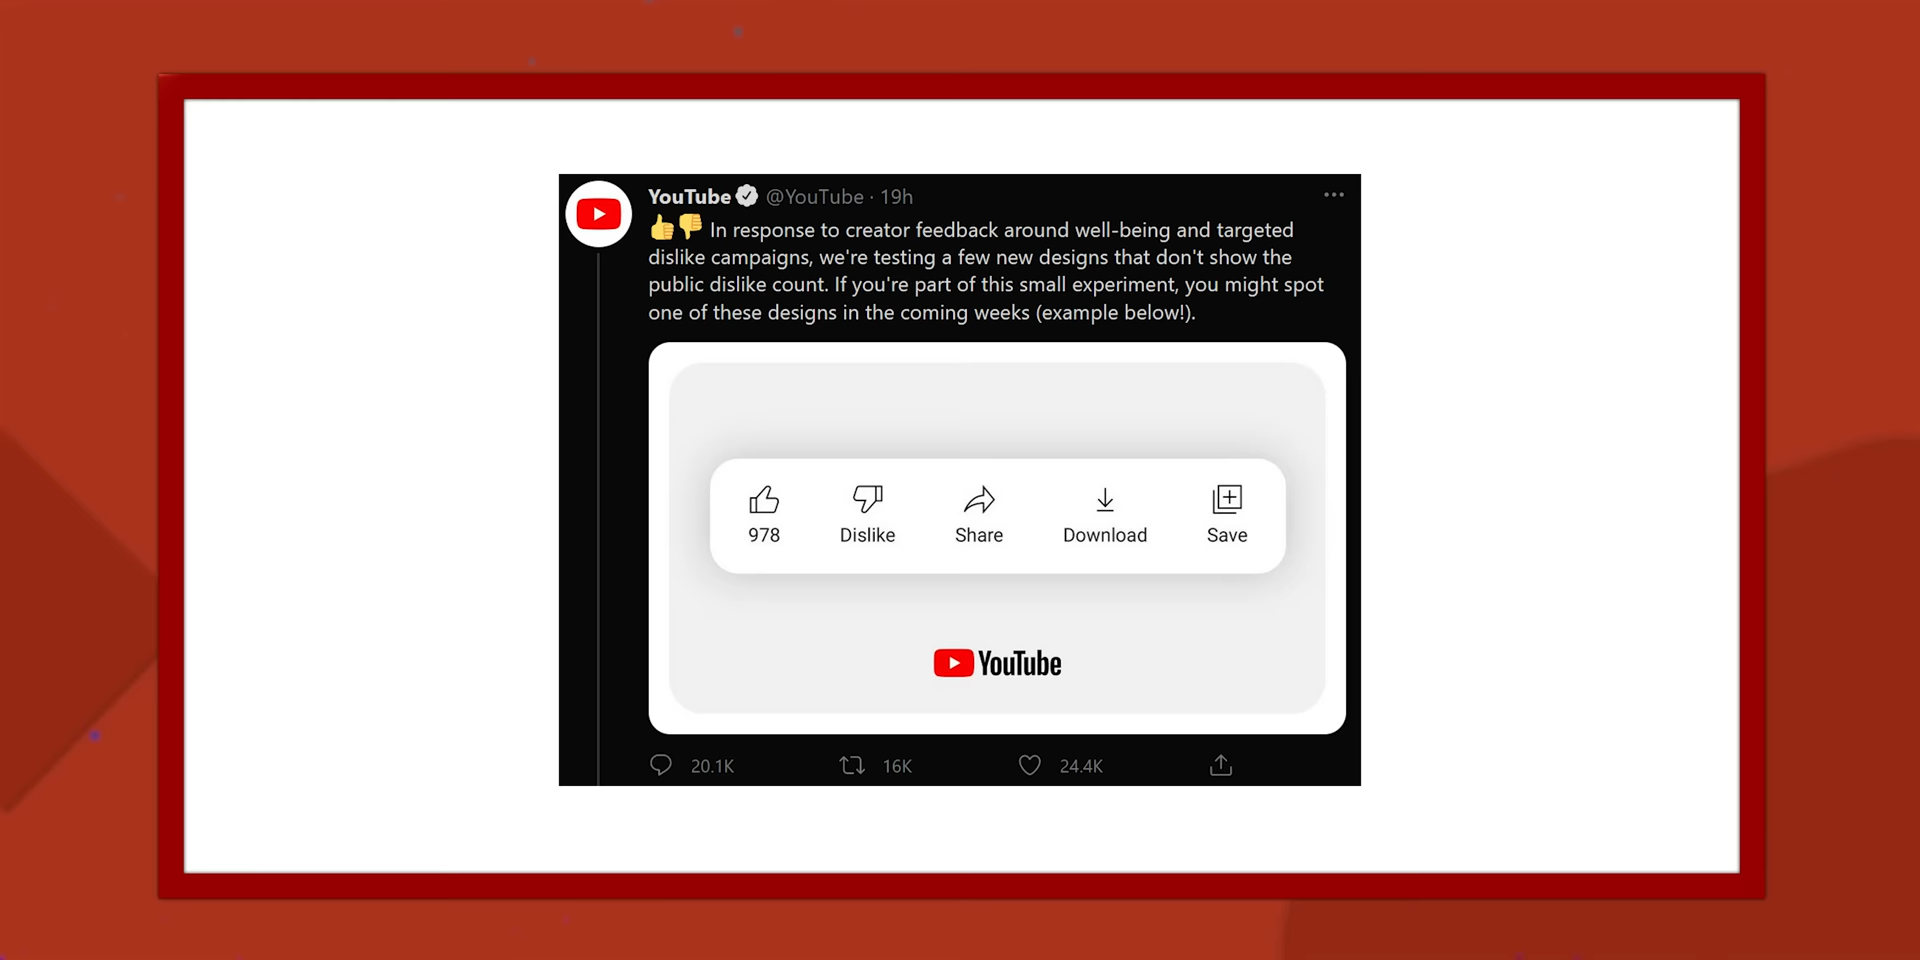 YouTube @YouTube · 19h
👍👎 In response to creator feedback around well-being and targeted
dislike campaigns, we're testing a few new designs that don't show the
public dislike count. If you're part of this small experiment, you might spot
one of these designs in the coming weeks (example below!).
978 Dislike Share Download Save
YouTube
20.1K 16K 24.4K